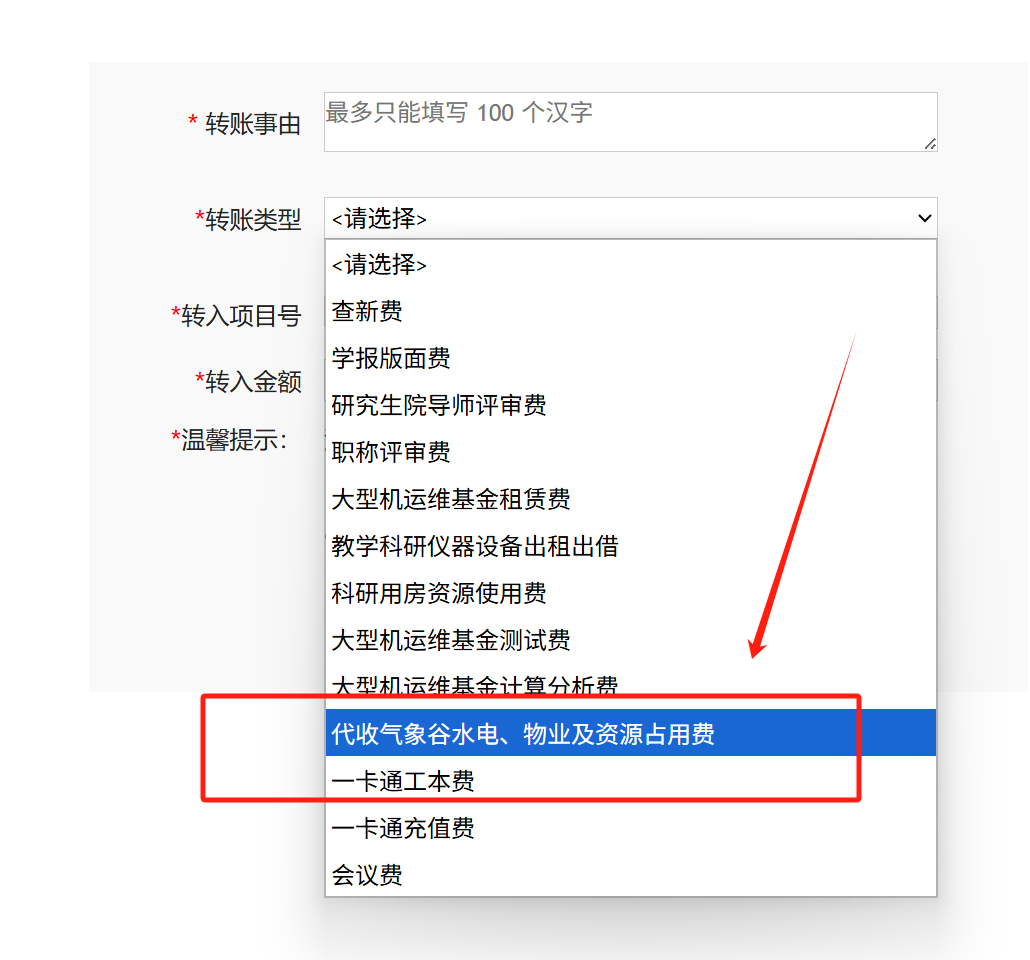 * 转账事由
最多只能填写 100 个汉字
*转账类型
<请选择>
<请选择>
查新费
学报版面费
*转入项目号
研究生院导师评审费
*转入金额
职称评审费
*温馨提示：
大型机运维基金租赁费
教学科研仪器设备出租出借
科研用房资源使用费
大型机运维基金测试费
大型机运维基金计算分析费
代收气象谷水电、物业及资源占用费
一卡通工本费
一卡通充值费
会议费